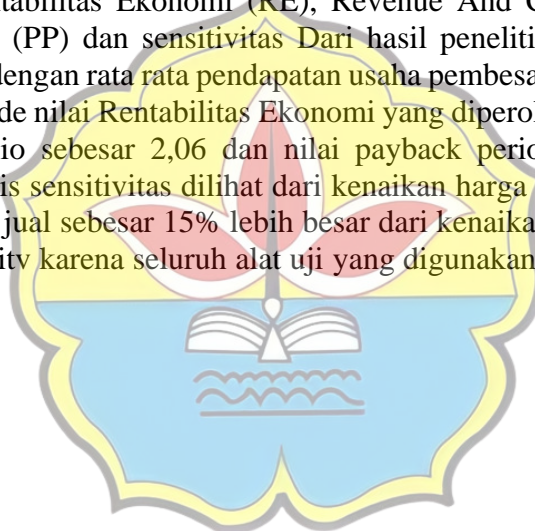 tabilitas Ekonomi (RE), Revenue And C
(PP) dan sensitivitas Dari hasil peneliti
dengan rata rata pendapatan usaha pembesa
de nilai Rentabilitas Ekonomi yang diperol
io sebesar 2,06 dan nilai payback perio
is sensitivitas dilihat dari kenaikan harga
jual sebesar 15% lebih besar dari kenaika
itv karena seluruh alat uji yang digunakan